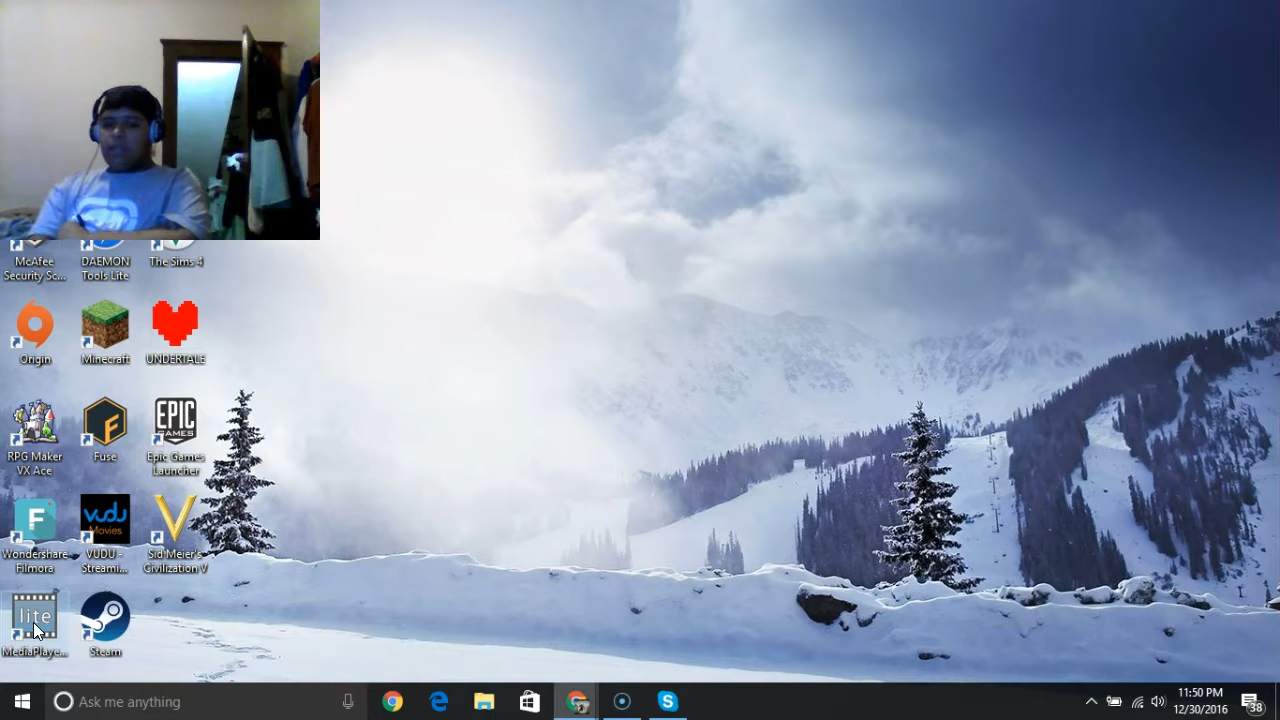 McAfee
Security Sc...
DAEMON
Tools Lite
The Sims 4
Origin
Minecraft
UNDERTALE
RPG Maker
VX Ace
F
Fuse
EPIC
GAMES
Epic Games
Launcher
F
Wondershare
Filmora
vudu
Movies
VUDU -
Streami...
Sid Meier's
Civilization V
lite
MediaPlaye...
Steam
Ask me anything
11:50 PM
12/30/2016
38